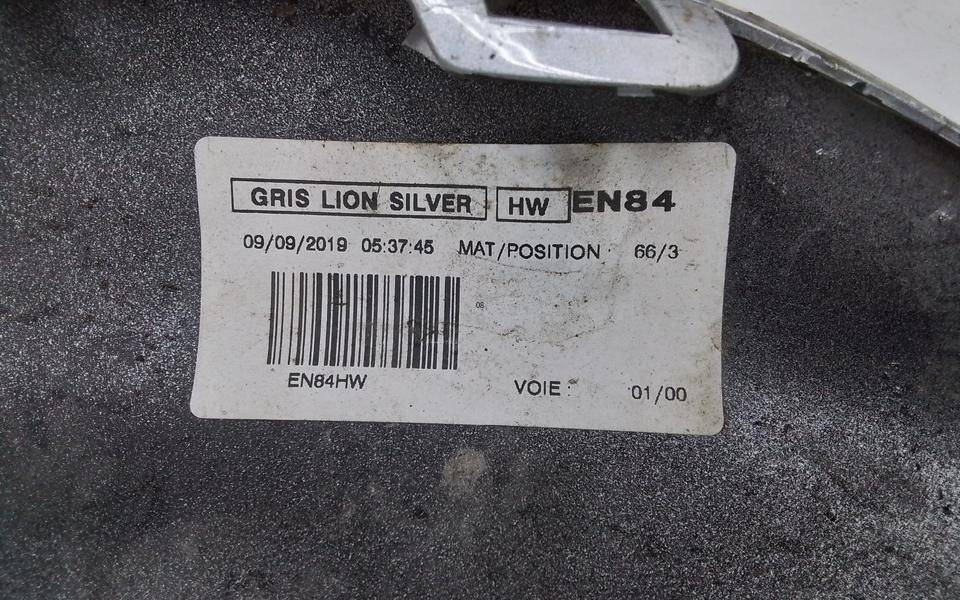 GRIS LION SILVER HW EN84
09/09/2019 05:37:45 MAT/POSITION 66/3
08
EN84HW VOIE: 01/00